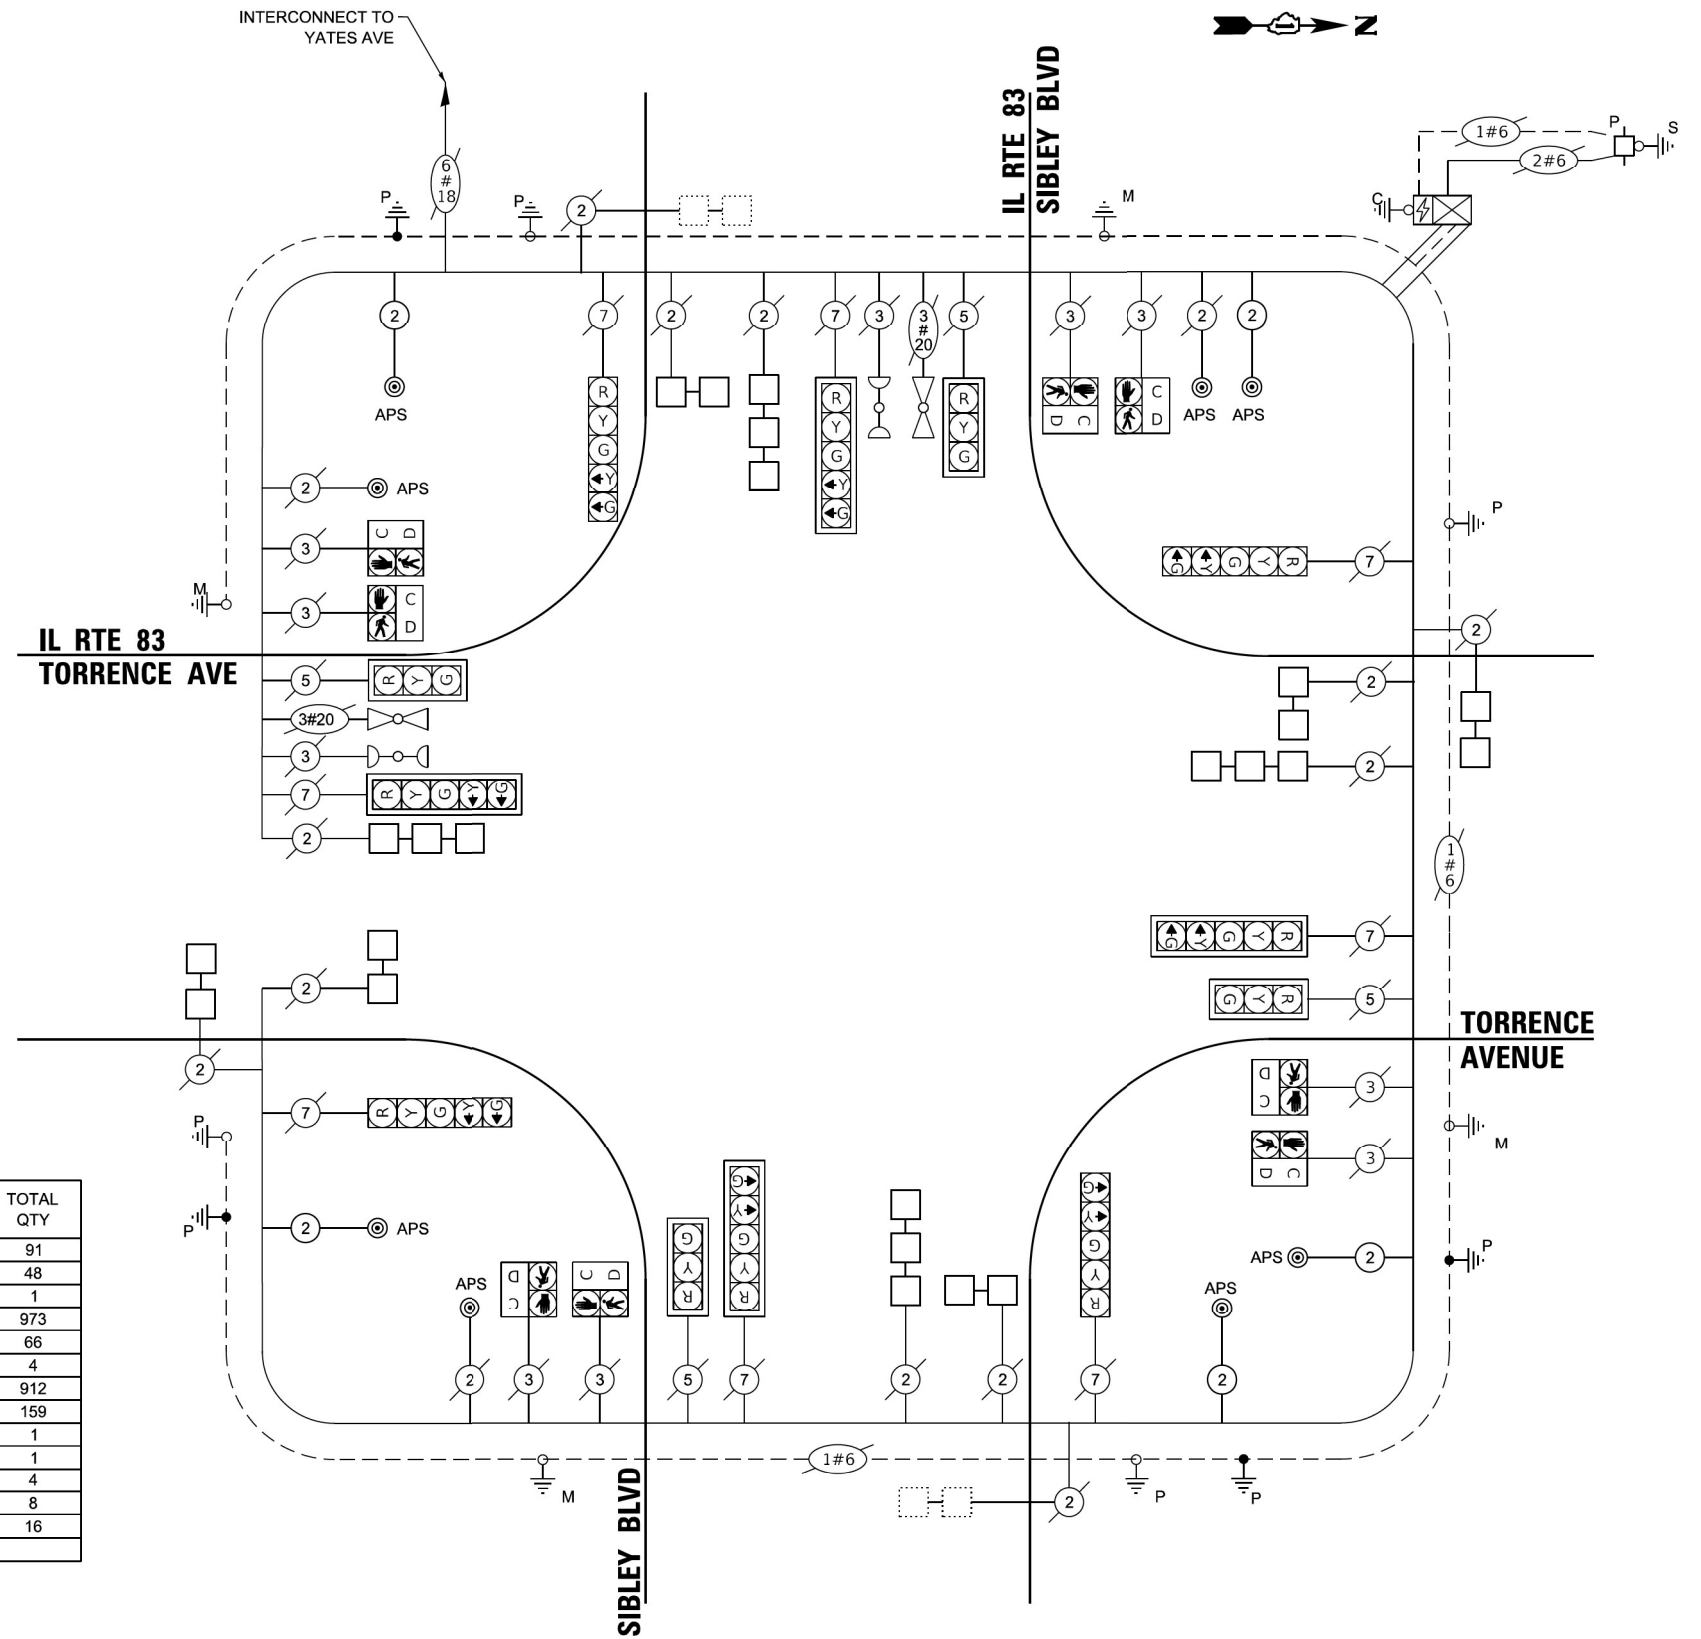 INTERCONNECT TO
YATES AVE
N
IL RTE 83
SIBLEY BLVD
6
#
18
1#6
2#6
P
S
C
P
P
2
M
2
7
2
2
7
3
3
#
20
5
3
3
2
2
APS
R
Y
G
Y
G
R
Y
G
Y
G
R
Y
G
D C
C
D
APS
APS
2
APS
3
C D
3
C
D
M
IL RTE 83
TORRENCE AVE
5
R Y G
3#20
3
7
R Y G Y G
2
P
G Y G Y R
7
2
2
2
1
#
6
G Y G Y R
7
G Y R
5
TORRENCE
AVENUE
D
C
3
D C
3
M
APS
2
P
2
2
7
R Y G Y G
P
P
2
APS
TOTAL
QTY
91
48
1
973
66
4
912
159
1
1
4
8
16
APS
D
C
C D
G
Y
R
G
Y
G
Y
R
G
Y
G
Y
R
APS
2
3
3
5
7
2
2
7
2
M
1#6
P
P
2
SIBLEY BLVD